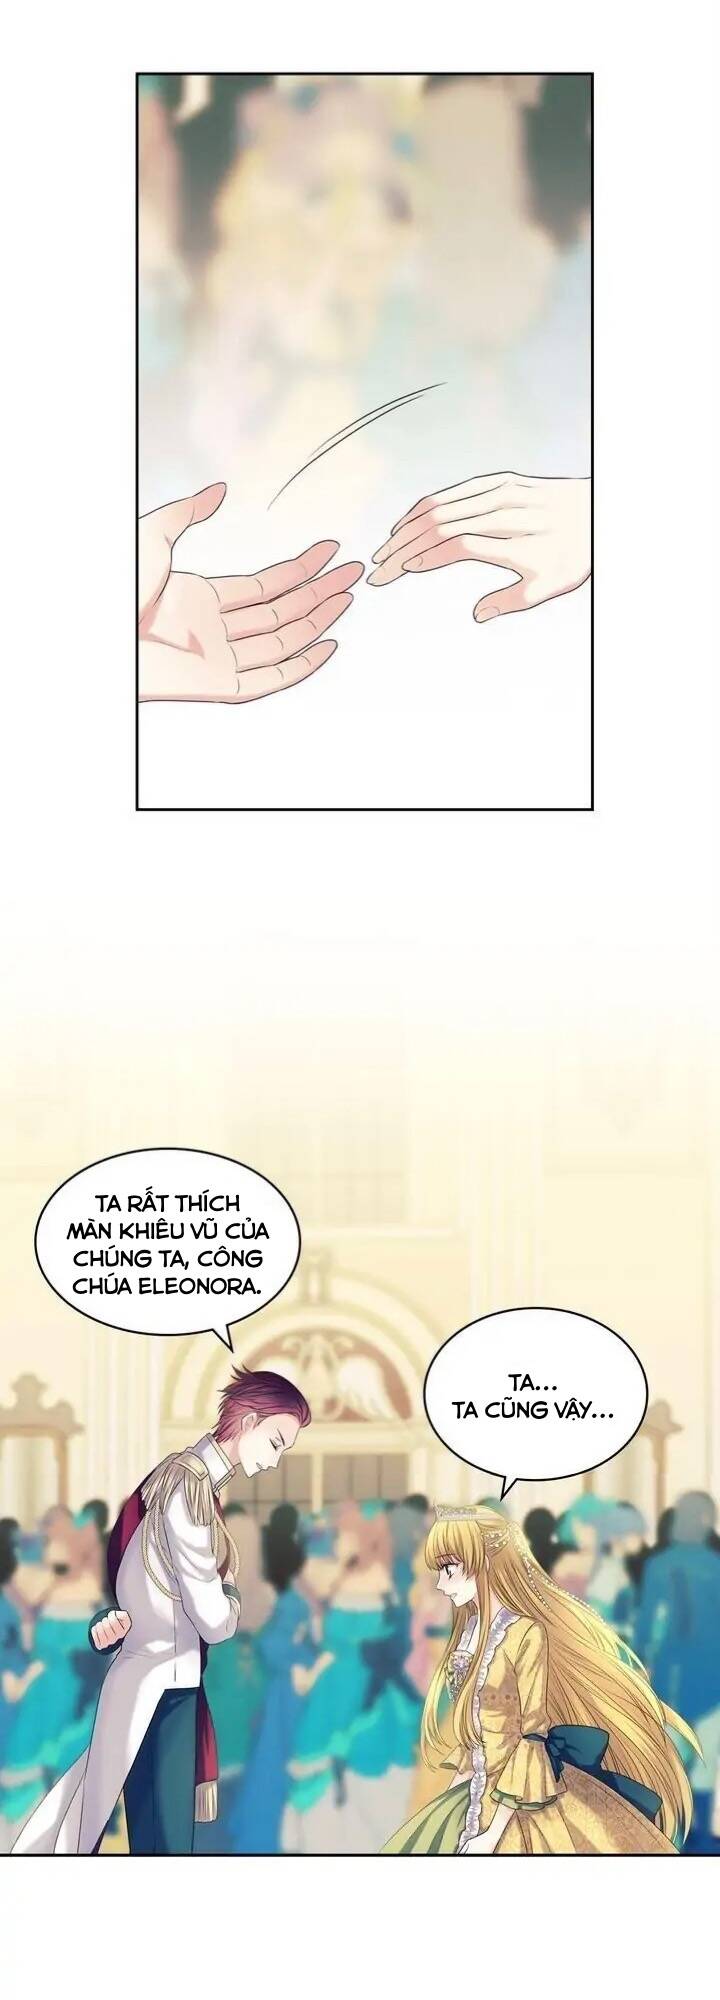 TA RẤT THÍCH
MÀN KHIÊU VŨ CỦA
CHÚNG TA, CÔNG
CHÚA ELEONORA.
TA...
TA CŨNG VẬY...